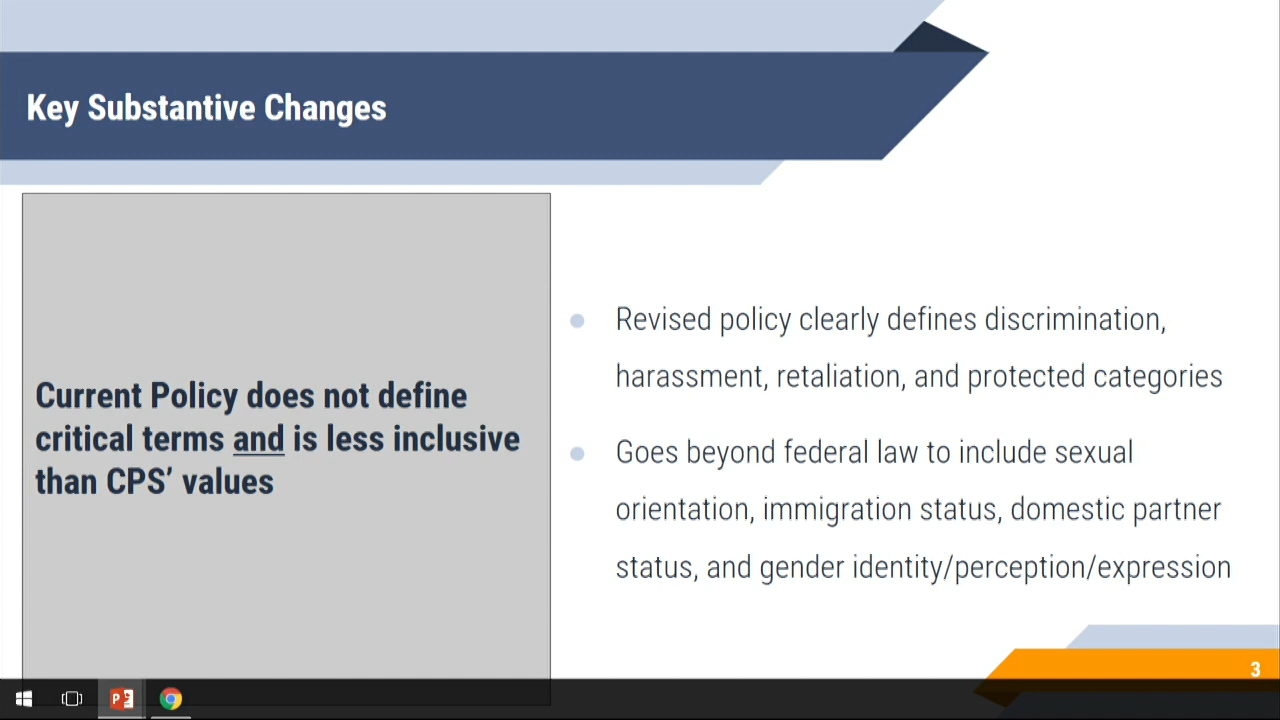 Key Substantive Changes
Current Policy does not define
critical terms and is less inclusive
than CPS’ values
Revised policy clearly defines discrimination,
harassment, retaliation, and protected categories
Goes beyond federal law to include sexual
orientation, immigration status, domestic partner
status, and gender identity/perception/expression
3